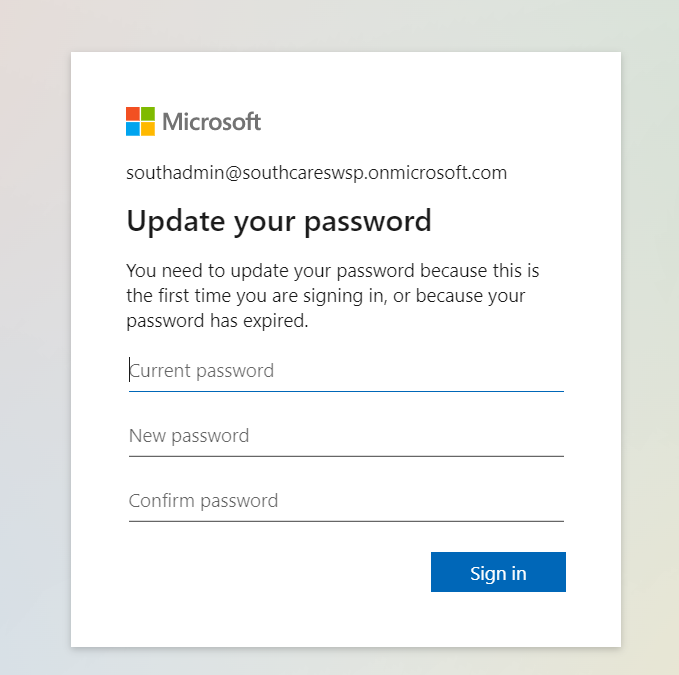 Microsoft
southadmin@southcareswsp.onmicrosoft.com
Update your password
You need to update your password because this is
the first time you are signing in, or because your
password has expired.
Current password
New password
Confirm password
Sign in